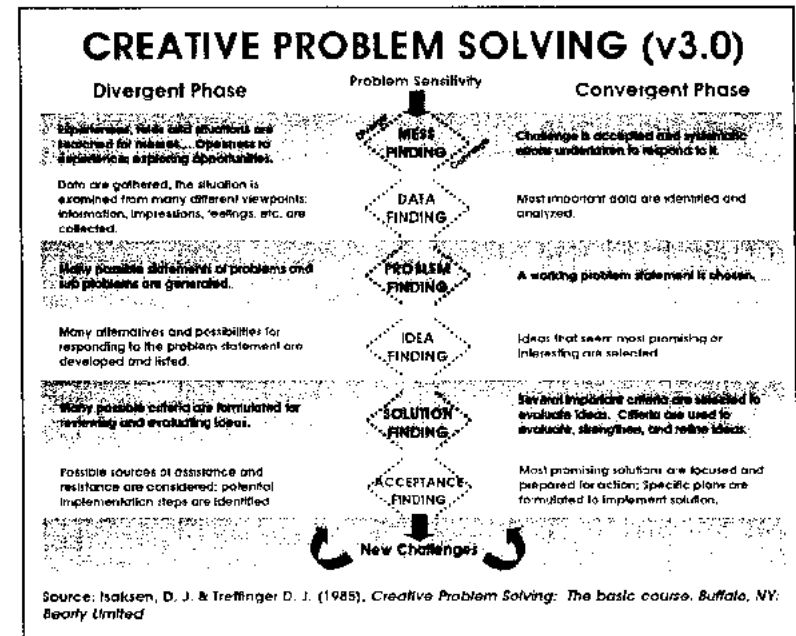 CREATIVE PROBLEM SOLVING (v3.0)
Divergent Phase
Problem Sensitivity
Convergent Phase
Experiences, roles and situations are
searched for messes... Openness to
experience; exploring opportunities.
Diverge
MESS
FINDING
Converge
Challenge is accepted and systematic
efforts undertaken to respond to it.
Data are gathered, the situation is
examined from many different viewpoints;
information, impressions, feelings, etc. are
collected.
DATA
FINDING
Most important data are identified and
analyzed.
Many possible statements of problems and
sub problems are generated.
PROBLEM
FINDING
A working problem statement is chosen.
Many alternatives and possibilities for
responding to the problem statement are
developed and listed.
IDEA
FINDING
Ideas that seem most promising or
interesting are selected
Many possible criteria are formulated for
reviewing and evaluating ideas.
SOLUTION
FINDING
Several important criteria are selected to
evaluate ideas. Criteria are used to
evaluate, strengthen, and refine ideas.
Possible sources of assistance and
resistance are considered; potential
implementation steps are identified
ACCEPTANCE
FINDING
Most promising solutions are focused and
prepared for action; Specific plans are
formulated to implement solution.
New Challenges
Source: Isaksen, D. J. & Treffinger D. J. (1985), Creative Problem Solving: The basic course. Buffalo, NY:
Bearly Limited